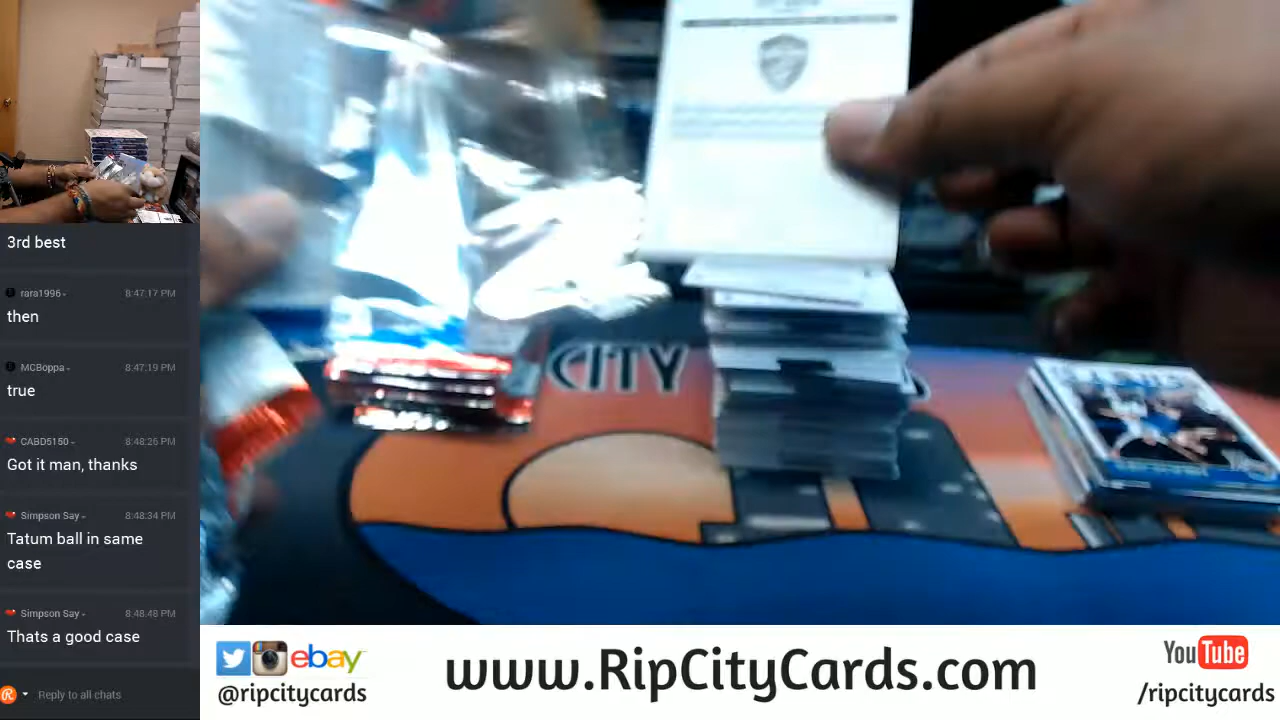 3rd best
rara1996
8:47:17 PM
then
MCBoppa
8:47:19 PM
true
CABD5150
8:48:25 PM
Got it man, thanks
Simpson Say
8:48:34 PM
Tatum ball in same
case
Simpson Say
8:48:48 PM
Thats a good case
Reply to all chats
CITY
ebay
@ripcitycards
www.RipCityCards.com
YouTube
/ripcitycards